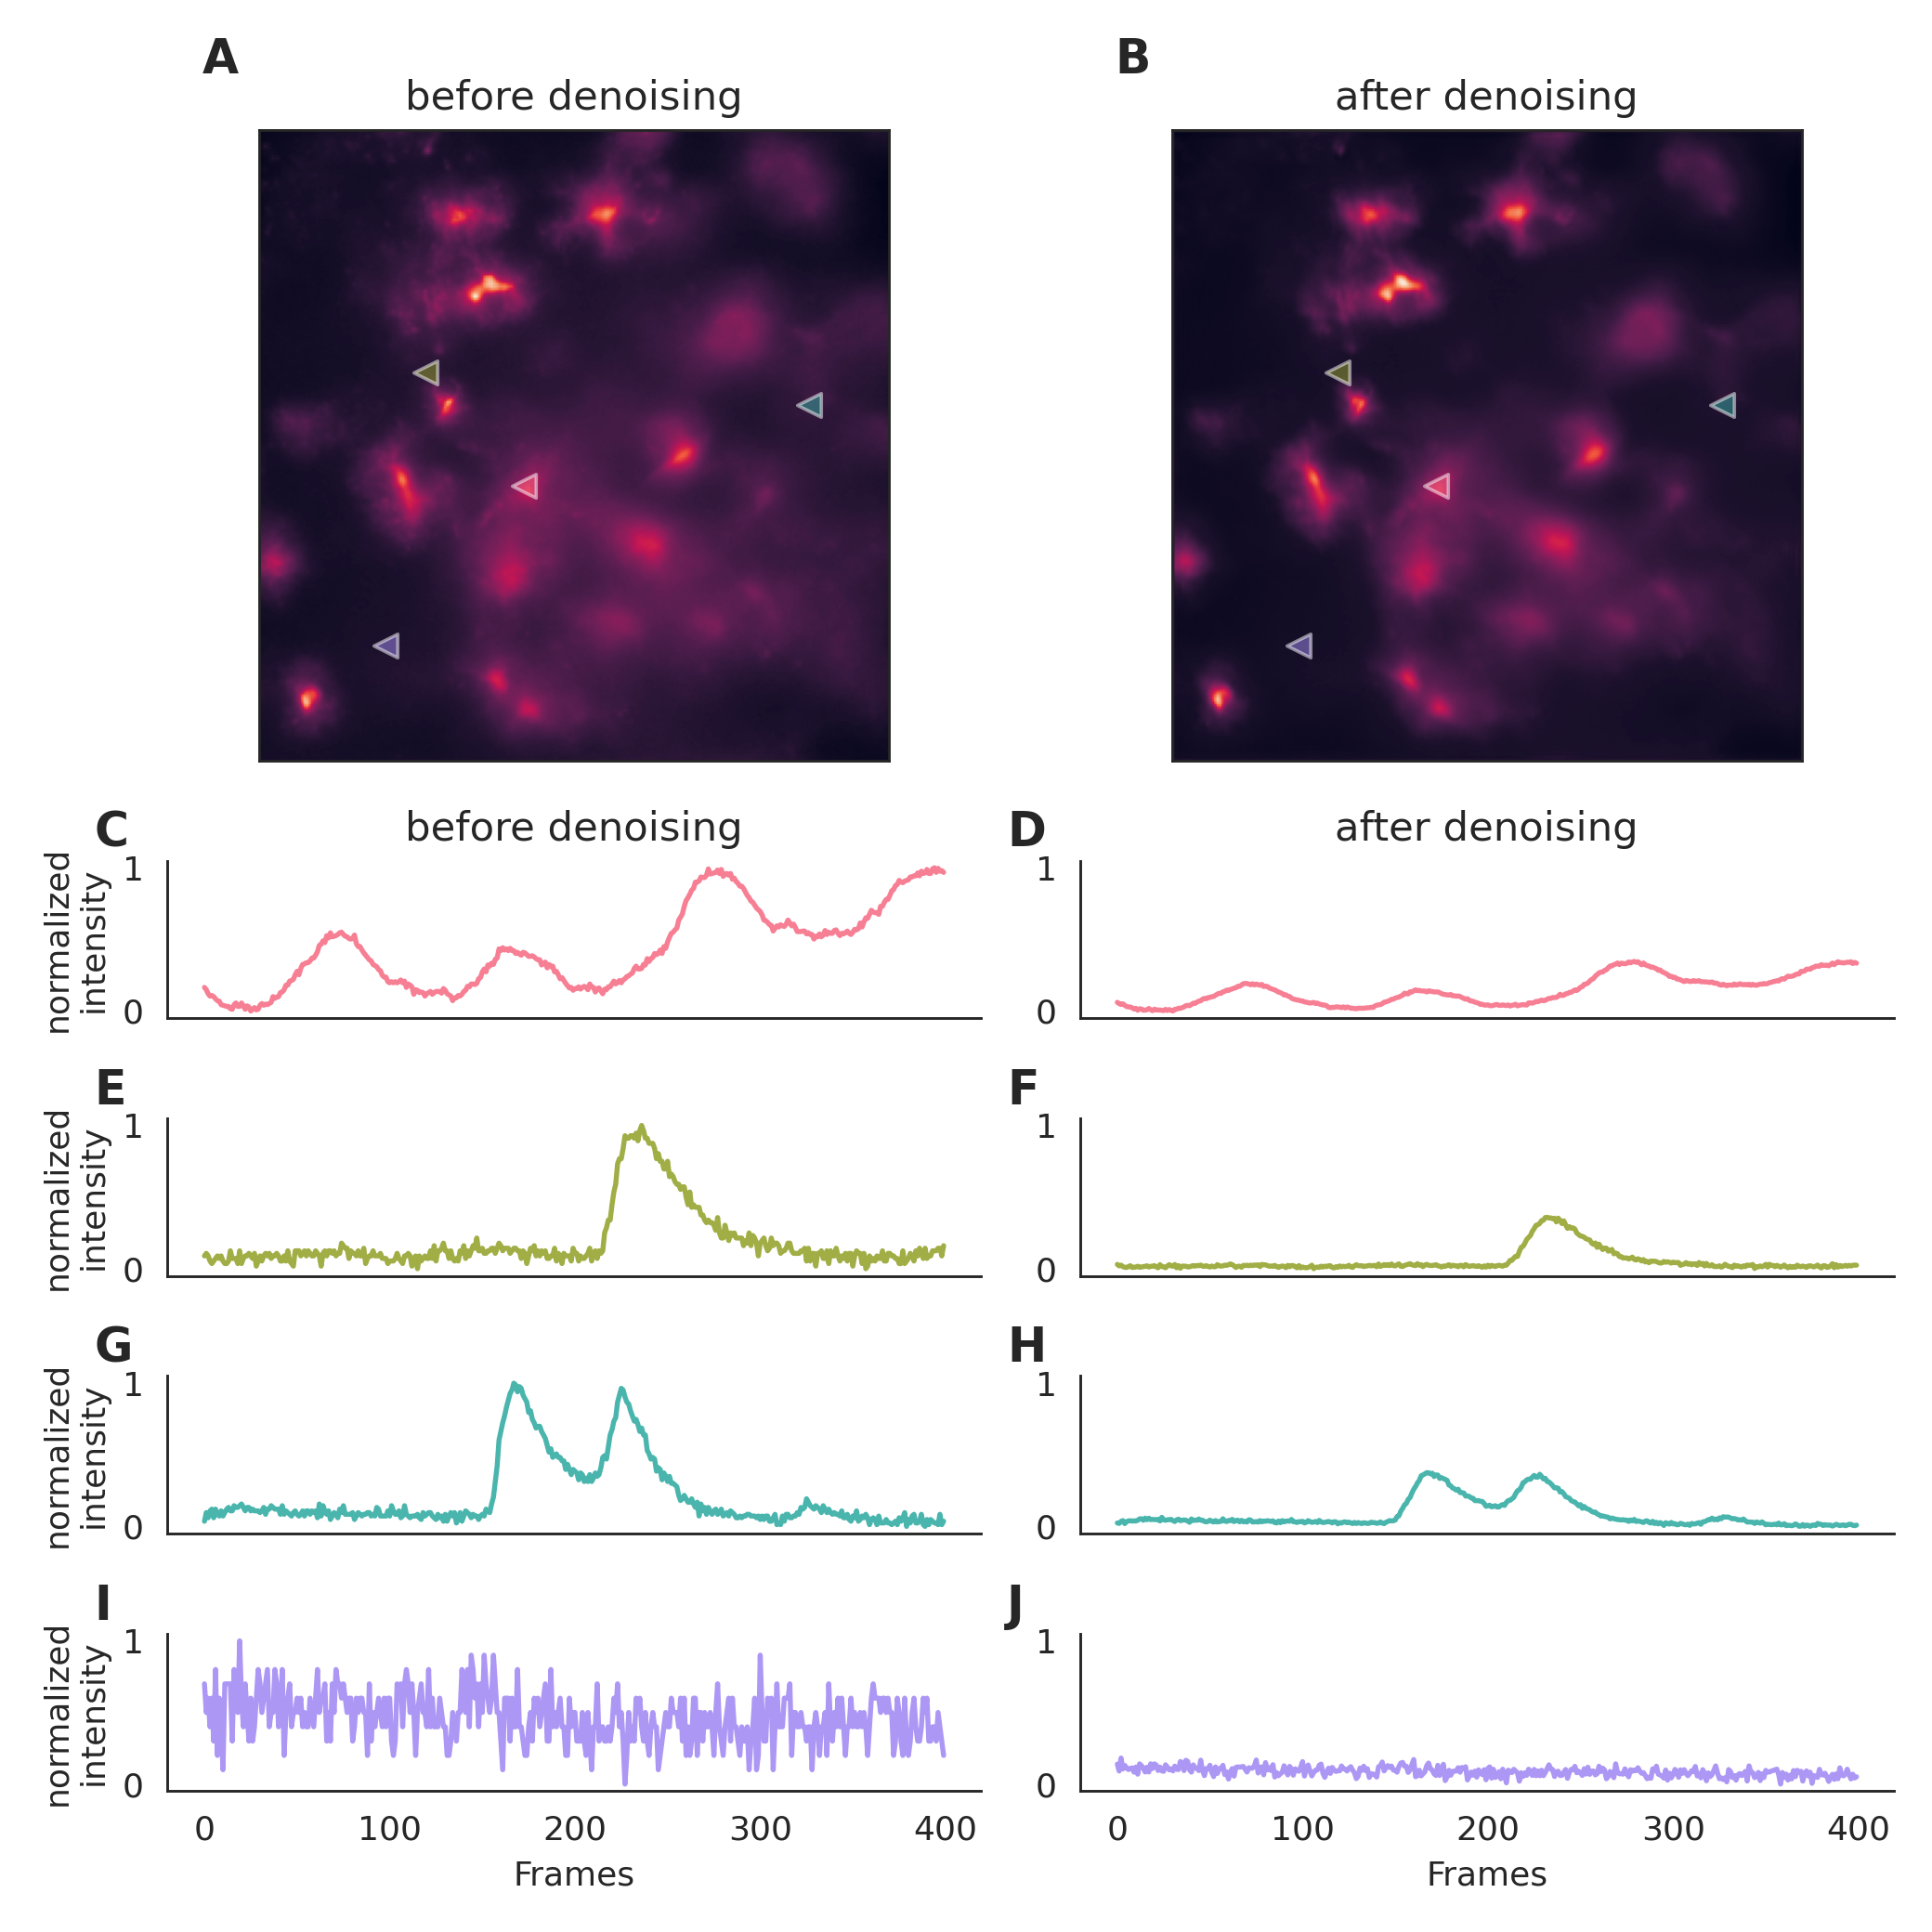 A
before denoising
B
after denoising
C
before denoising
D
after denoising
normalized
intensity
1
0
1
0
E
normalized
intensity
1
0
F
1
0
G
normalized
intensity
1
0
H
1
0
I
normalized
intensity
1
0
J
1
0
0 100 200 300 400
Frames
0 100 200 300 400
Frames